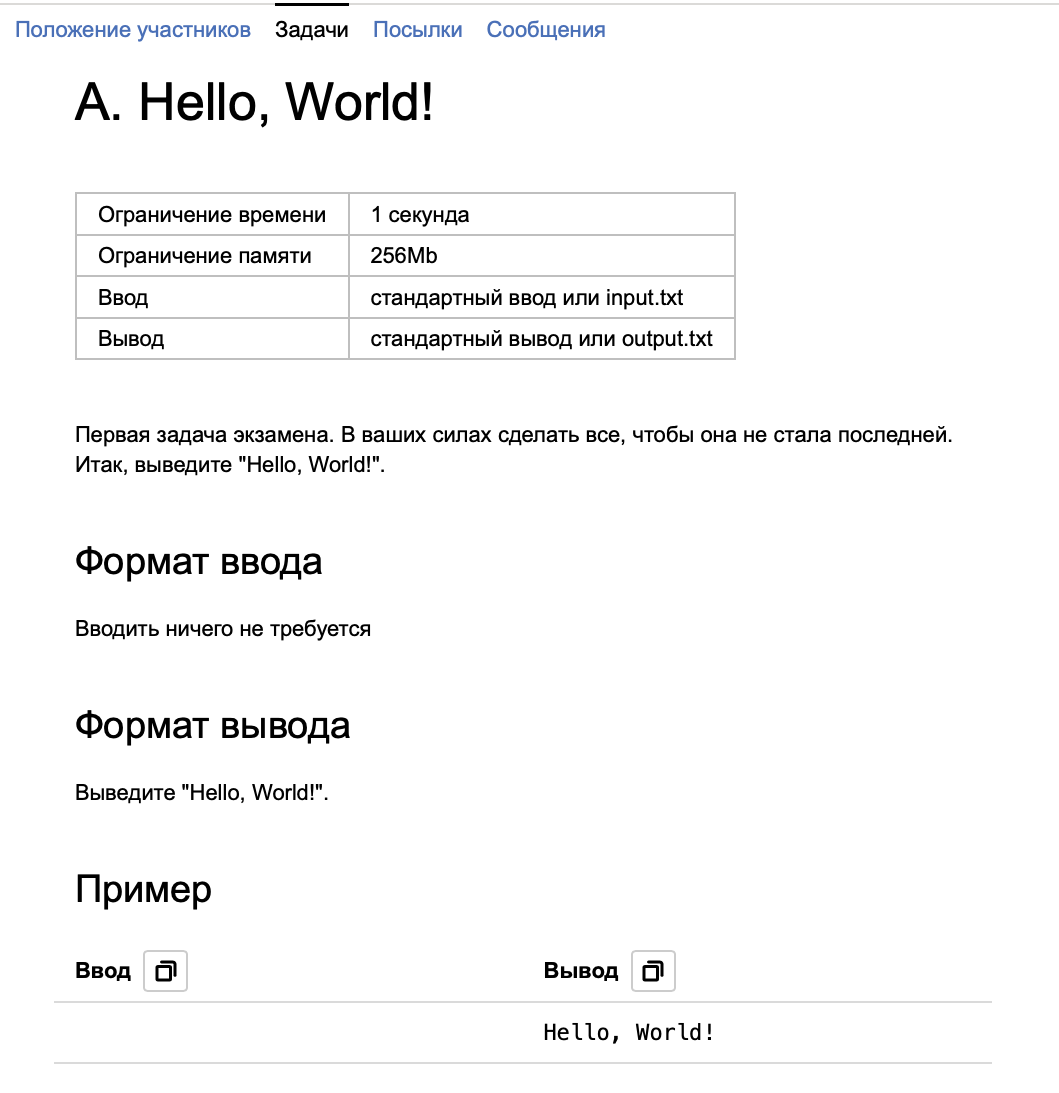 Положение участников Задачи Посылки Сообщения
A. Hello, World!
Ограничение времени 1 секунда
Ограничение памяти 256Mb
Ввод стандартный ввод или input.txt
Вывод стандартный вывод или output.txt
Первая задача экзамена. В ваших силах сделать все, чтобы она не стала последней.
Итак, выведите "Hello, World!".
Формат ввода
Вводить ничего не требуется
Формат вывода
Выведите "Hello, World!".
Пример
Ввод Вывод
Hello, World!